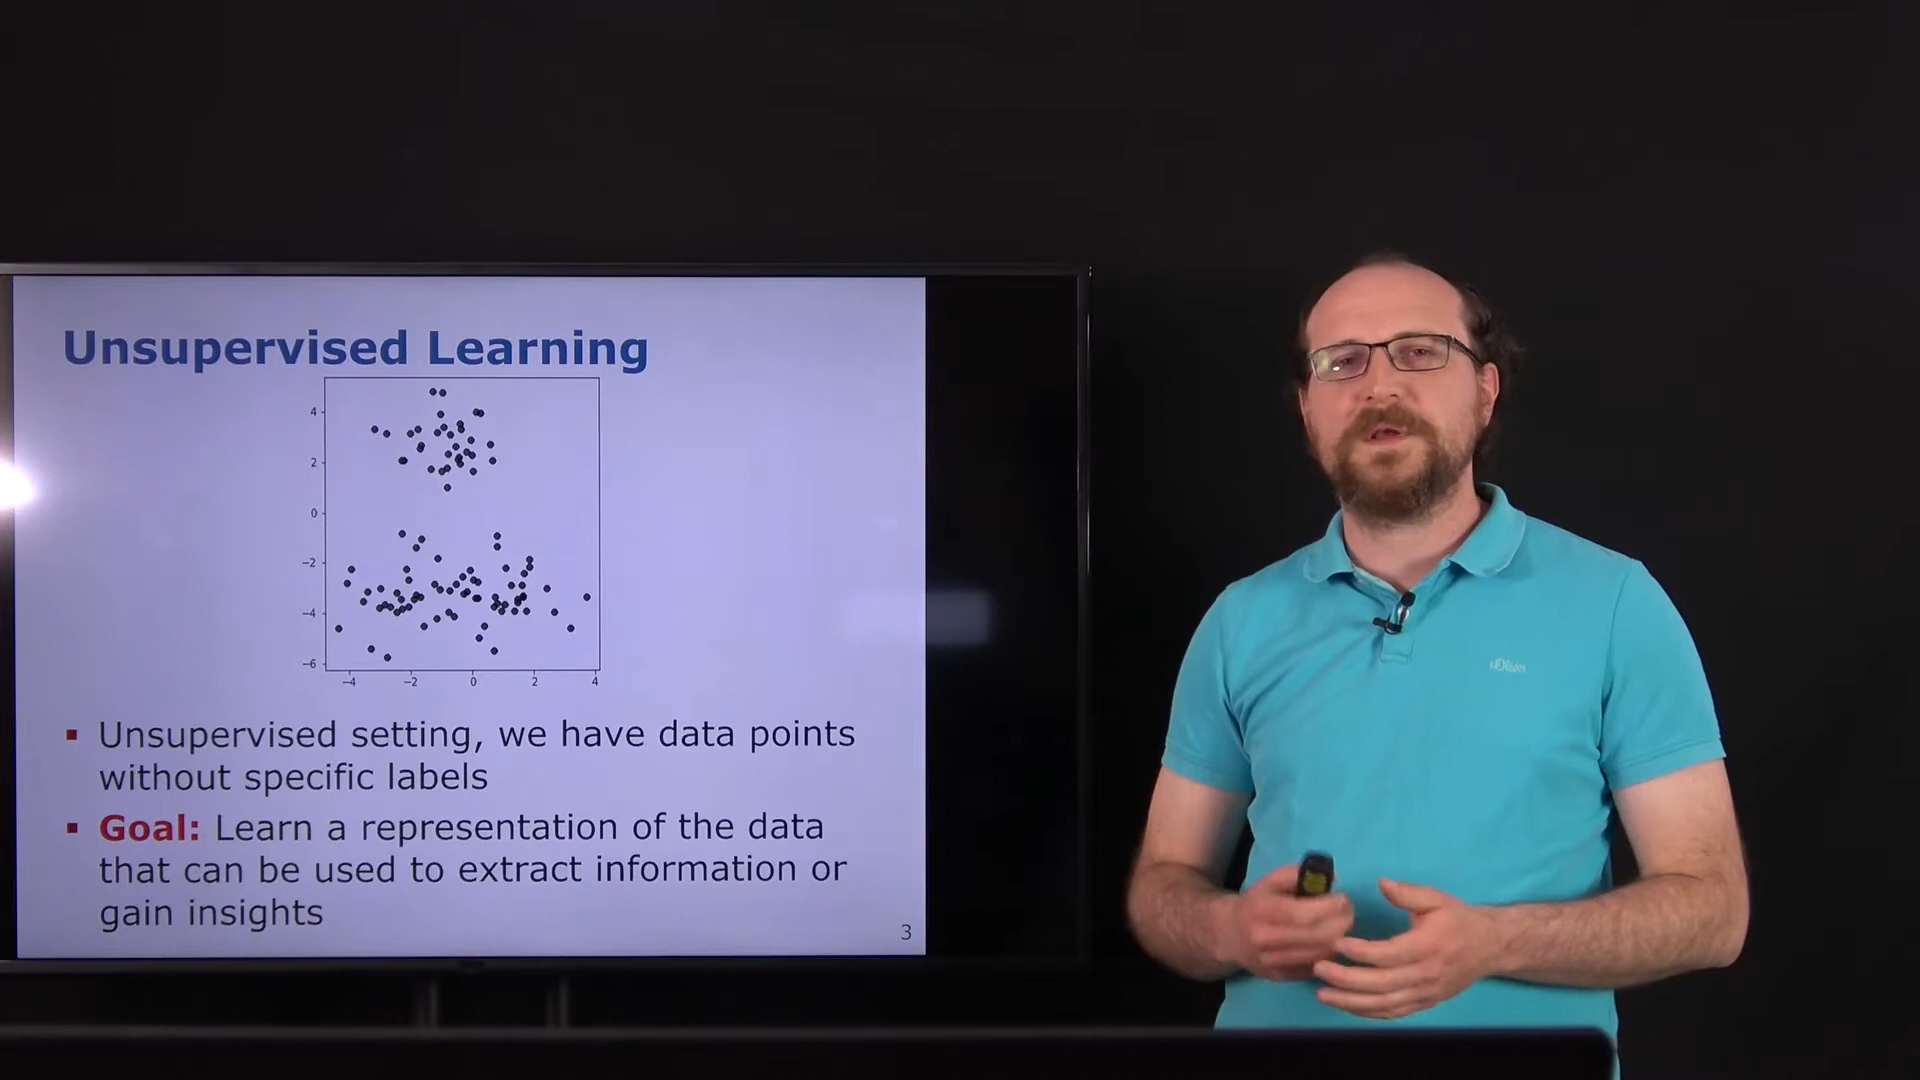 Unsupervised Learning
4
2
0
−2
−4
−6
−4 −2 0 2 4
▪ Unsupervised setting, we have data points
without specific labels
▪ Goal: Learn a representation of the data
that can be used to extract information or
gain insights
3
s.Oliver